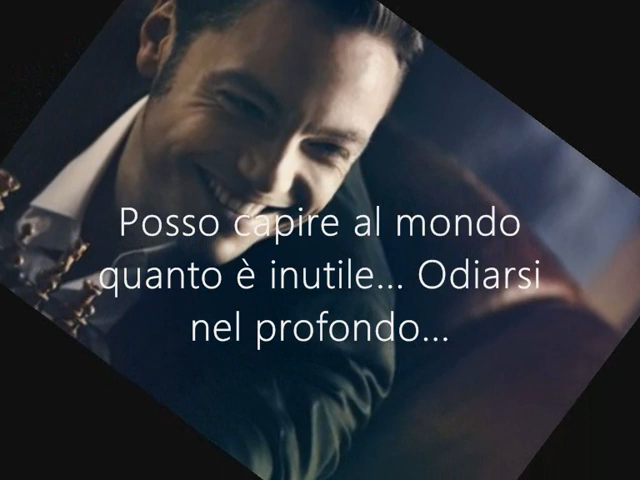 Posso capire al mondo
quanto è inutile... Odiarsi
nel profondo...